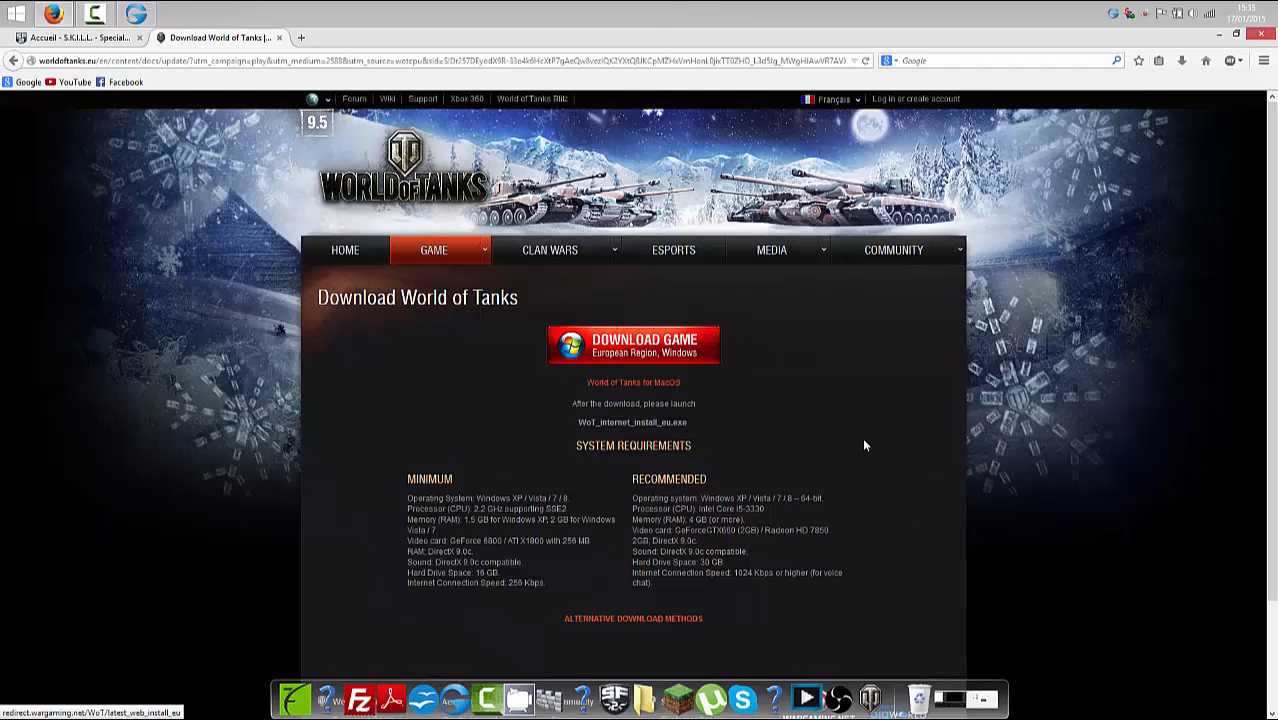 15:35
17/01/2015
Accueil - S.K.I.L.L. - Special...
Download World of Tanks |...
Google
Google
YouTube
Facebook
Forum
Wiki
Support
Xbox 360
World of Tanks Blitz
Français
Log in or create account
9.5
WORLD OF TANKS
HOME
GAME
CLAN WARS
ESPORTS
MEDIA
COMMUNITY
Download World of Tanks
DOWNLOAD GAME
European Region, Windows
World of Tanks for MacOS
After the download, please launch
WoT_internet_install_eu.exe
SYSTEM REQUIREMENTS
MINIMUM
Operating System: Windows XP / Vista / 7 / 8.
Processor (CPU): 2.2 GHz supporting SSE2
Memory (RAM): 1.5 GB for Windows XP, 2 GB for Windows
Vista / 7.
Video card: GeForce 6800 / ATI X1800 with 256 MB
RAM; DirectX 9.0c.
Sound: DirectX 9.0c compatible.
Hard Drive Space: 16 GB.
Internet Connection Speed: 256 Kbps.
RECOMMENDED
Operating system: Windows XP / Vista / 7 / 8 – 64-bit.
Processor (CPU): Intel Core i5-3330
Memory (RAM): 4 GB (or more).
Video card: GeForceGTX660 (2GB) / Radeon HD 7850
2GB; DirectX 9.0c.
Sound: DirectX 9.0c compatible.
Hard Drive Space: 30 GB.
Internet Connection Speed: 1024 Kbps or higher (for voice
chat).
ALTERNATIVE DOWNLOAD METHODS
redirect.wargaming.net/WoT/latest_web_install_eu